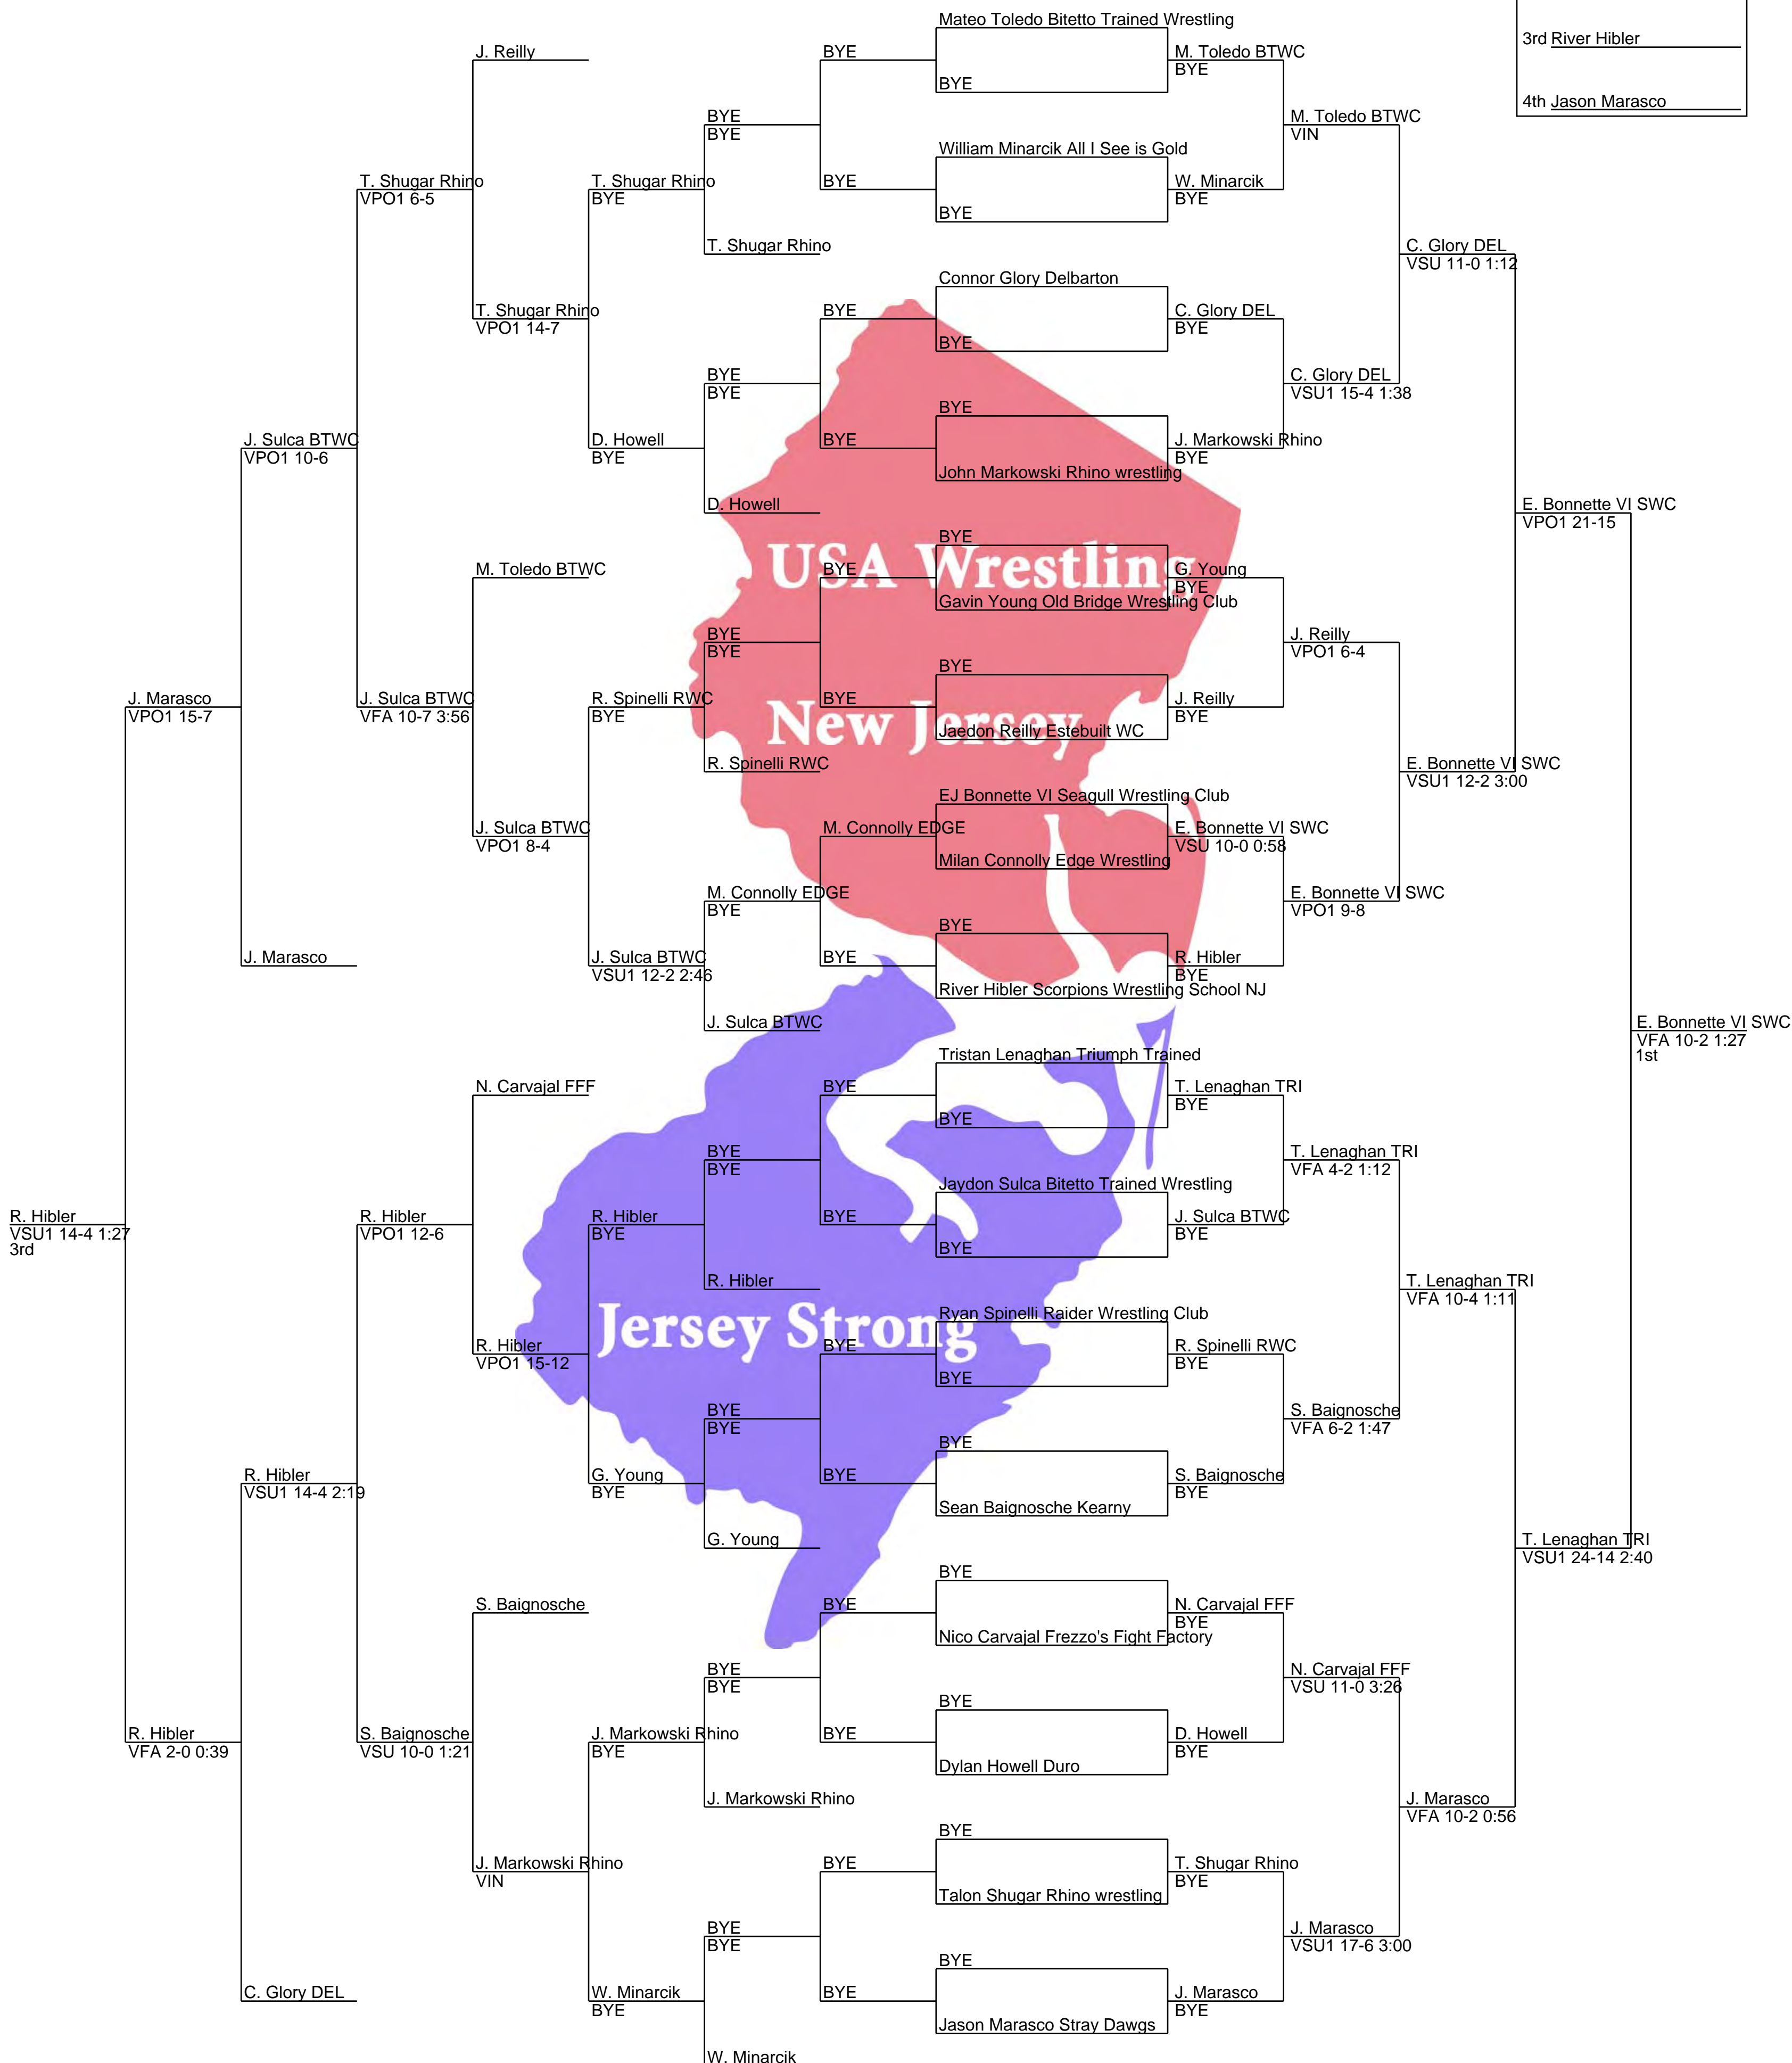 Mateo Toledo Bitetto Trained Wrestling
3rd River Hibler
J. Reilly
BYE
M. Toledo BTWC
BYE
BYE
4th Jason Marasco
BYE
BYE
M. Toledo BTWC
VIN
William Minarcik All I See is Gold
T. Shugar Rhino
VPO1 6-5
T. Shugar Rhino
BYE
BYE
W. Minarcik
BYE
BYE
T. Shugar Rhino
C. Glory DEL
VSU 11-0 1:12
Connor Glory Delbarton
T. Shugar Rhino
VPO1 14-7
BYE
C. Glory DEL
BYE
BYE
BYE
BYE
C. Glory DEL
VSU1 15-4 1:38
BYE
J. Sulca BTWC
VPO1 10-6
D. Howell
BYE
BYE
J. Markowski Rhino
BYE
John Markowski Rhino wrestling
D. Howell
E. Bonnette VI SWC
VPO1 21-15
BYE
USA Wrestling
M. Toledo BTWC
BYE
G. Young
BYE
Gavin Young Old Bridge Wrestling Club
BYE
BYE
J. Reilly
VPO1 6-4
BYE
J. Marasco
VPO1 15-7
J. Sulca BTWC
VFA 10-7 3:56
R. Spinelli RWC
BYE
BYE
J. Reilly
BYE
New Jersey
Jaedon Reilly Estebuilt WC
R. Spinelli RWC
E. Bonnette VI SWC
VSU1 12-2 3:00
EJ Bonnette VI Seagull Wrestling Club
J. Sulca BTWC
VPO1 8-4
M. Connolly EDGE
E. Bonnette VI SWC
VSU 10-0 0:58
Milan Connolly Edge Wrestling
M. Connolly EDGE
BYE
E. Bonnette VI SWC
VPO1 9-8
BYE
J. Marasco
J. Sulca BTWC
VSU1 12-2 2:46
BYE
R. Hibler
BYE
River Hibler Scorpions Wrestling School NJ
J. Sulca BTWC
E. Bonnette VI SWC
VFA 10-2 1:27
1st
Tristan Lenaghan Triumph Trained
N. Carvajal FFF
BYE
T. Lenaghan TRI
BYE
BYE
BYE
BYE
T. Lenaghan TRI
VFA 4-2 1:12
Jaydon Sulca Bitetto Trained Wrestling
R. Hibler
VSU1 14-4 1:27
3rd
R. Hibler
VPO1 12-6
R. Hibler
BYE
BYE
J. Sulca BTWC
BYE
BYE
R. Hibler
T. Lenaghan TRI
VFA 10-4 1:11
Ryan Spinelli Raider Wrestling Club
Jersey Strong
R. Hibler
VPO1 15-12
BYE
R. Spinelli RWC
BYE
BYE
BYE
BYE
S. Baignosche
VFA 6-2 1:47
BYE
R. Hibler
VSU1 14-4 2:19
G. Young
BYE
BYE
S. Baignosche
BYE
Sean Baignosche Kearny
G. Young
T. Lenaghan TRI
VSU1 24-14 2:40
BYE
S. Baignosche
BYE
N. Carvajal FFF
BYE
Nico Carvajal Frezzo's Fight Factory
BYE
BYE
N. Carvajal FFF
VSU 11-0 3:26
BYE
R. Hibler
VFA 2-0 0:39
S. Baignosche
VSU 10-0 1:21
J. Markowski Rhino
BYE
BYE
D. Howell
BYE
Dylan Howell Duro
J. Markowski Rhino
J. Marasco
VFA 10-2 0:56
BYE
J. Markowski Rhino
VIN
BYE
T. Shugar Rhino
BYE
Talon Shugar Rhino wrestling
BYE
BYE
J. Marasco
VSU1 17-6 3:00
BYE
C. Glory DEL
W. Minarcik
BYE
BYE
J. Marasco
BYE
Jason Marasco Stray Dawgs
W. Minarcik